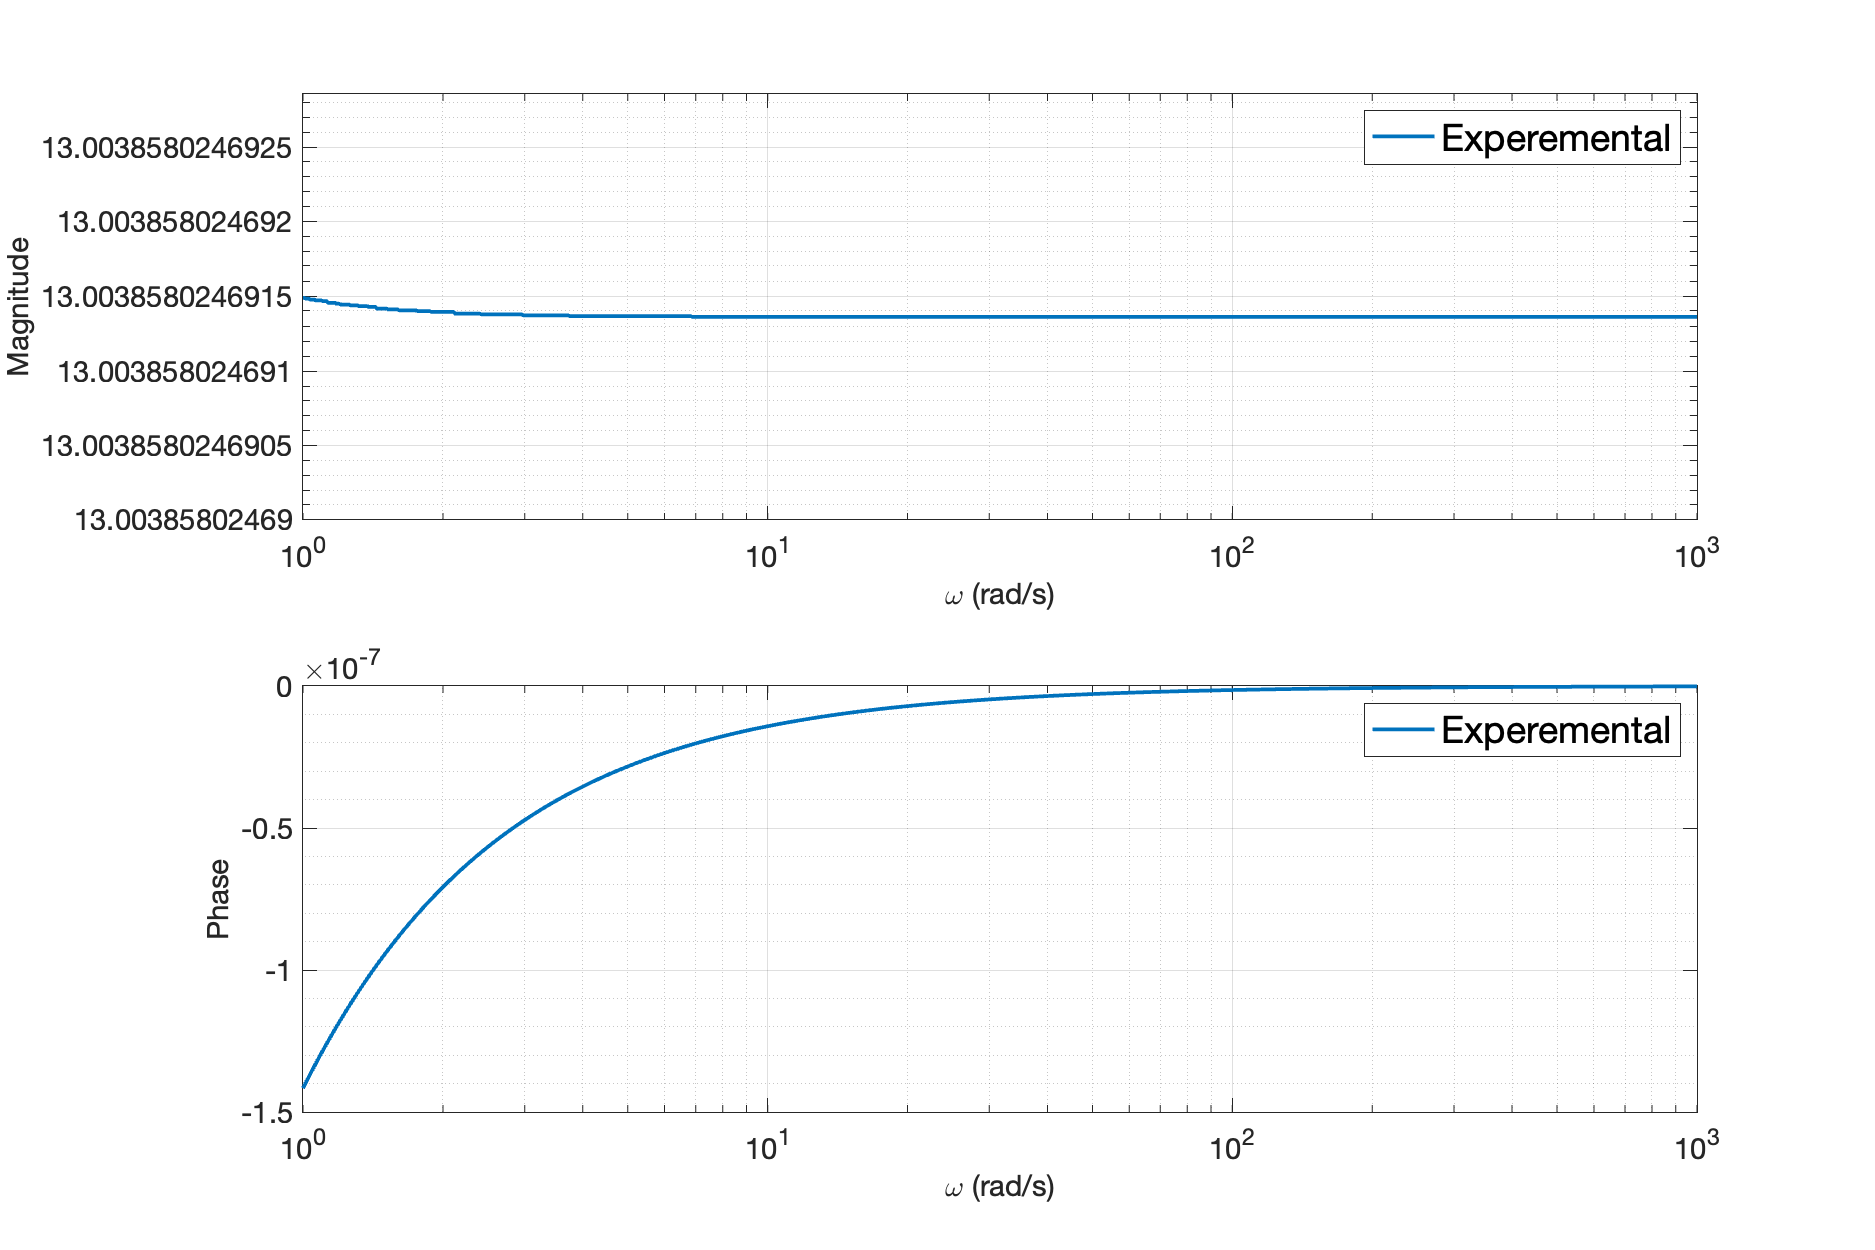 Experemental
13.0038580246925
13.003858024692
13.0038580246915
13.003858024691
13.0038580246905
13.00385802469
Magnitude
10^0 10^1 10^2 10^3
ω (rad/s)
×10^-7
Experemental
0
-0.5
-1
-1.5
Phase
10^0 10^1 10^2 10^3
ω (rad/s)